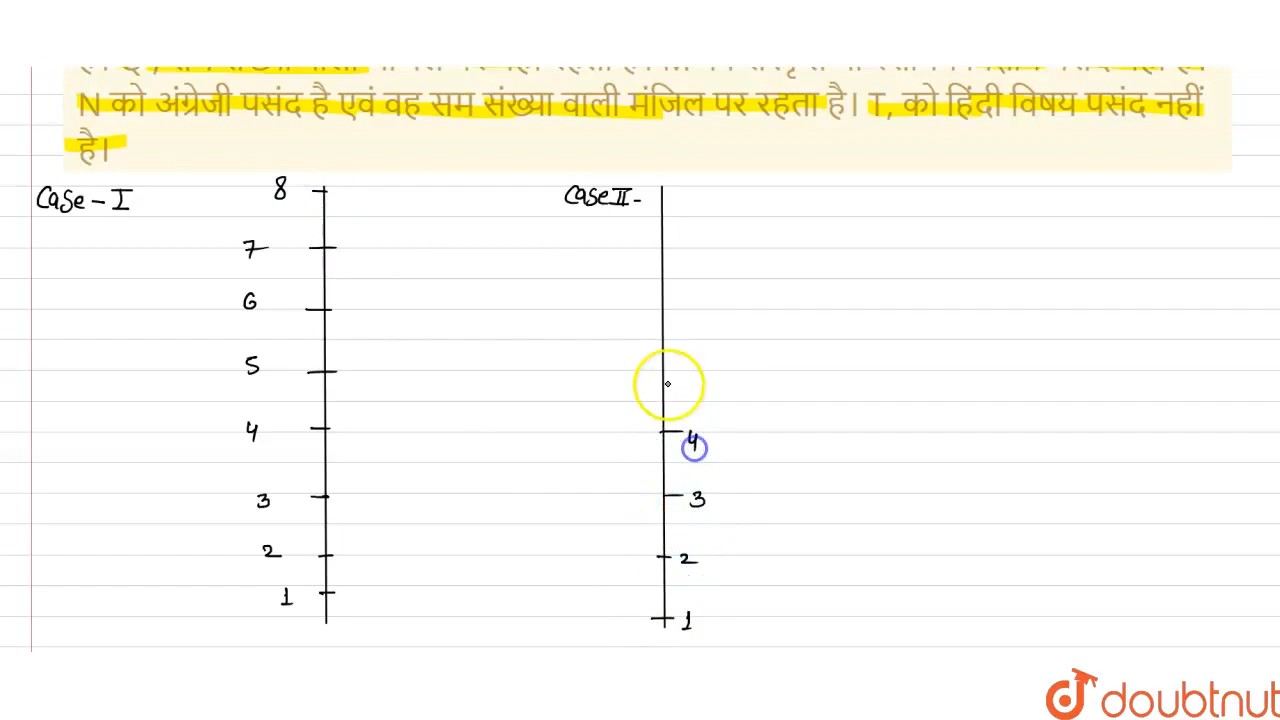 N को अंग्रेजी पसंद है एवं वह सम संख्या वाली मंजिल पर रहता है। T, को हिंदी विषय पसंद नहीं
है।
Case - I
8
7
6
5
4
3
2
1
Case II -
4
3
2
1
doubtnut